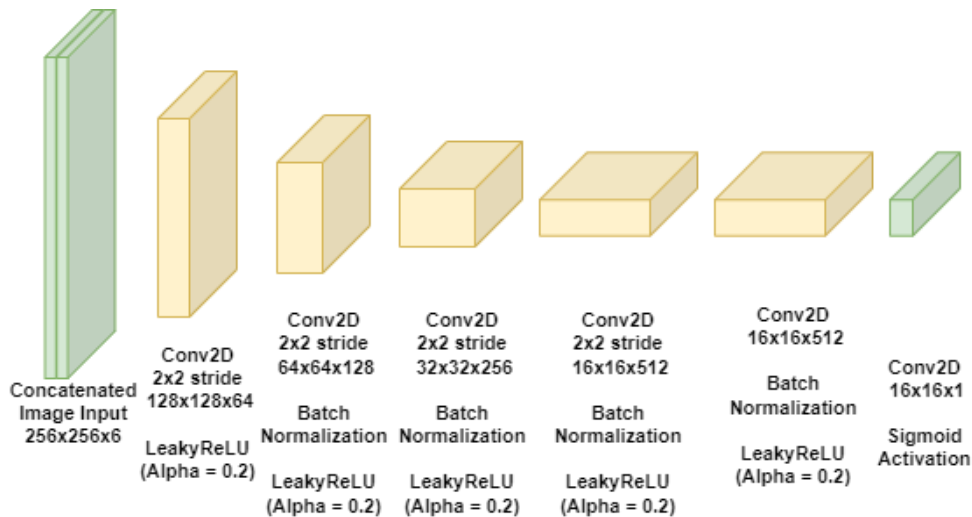 Concatenated
Image Input
256x256x6
Conv2D
2x2 stride
128x128x64
LeakyReLU
(Alpha = 0.2)
Conv2D
2x2 stride
64x64x128
Batch
Normalization
LeakyReLU
(Alpha = 0.2)
Conv2D
2x2 stride
32x32x256
Batch
Normalization
LeakyReLU
(Alpha = 0.2)
Conv2D
2x2 stride
16x16x512
Batch
Normalization
LeakyReLU
(Alpha = 0.2)
Conv2D
16x16x512
Batch
Normalization
LeakyReLU
(Alpha = 0.2)
Conv2D
16x16x1
Sigmoid
Activation